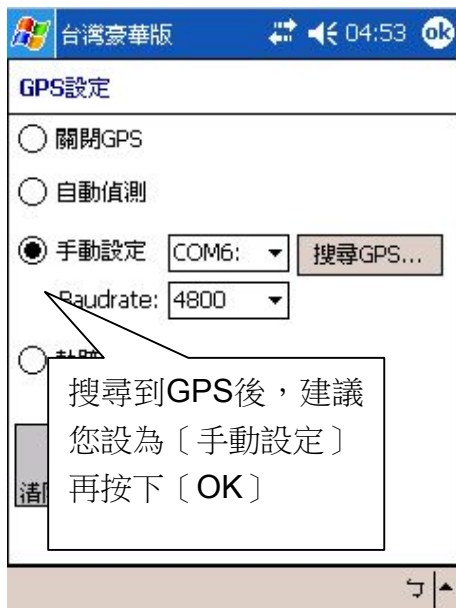 台灣豪華版 04:53 ok
GPS設定
關閉GPS
自動偵測
手動設定 COM6: 搜尋GPS...
Baudrate: 4800
搜尋到GPS後，建議
您設為〔手動設定〕
再按下〔OK〕
ㄅ